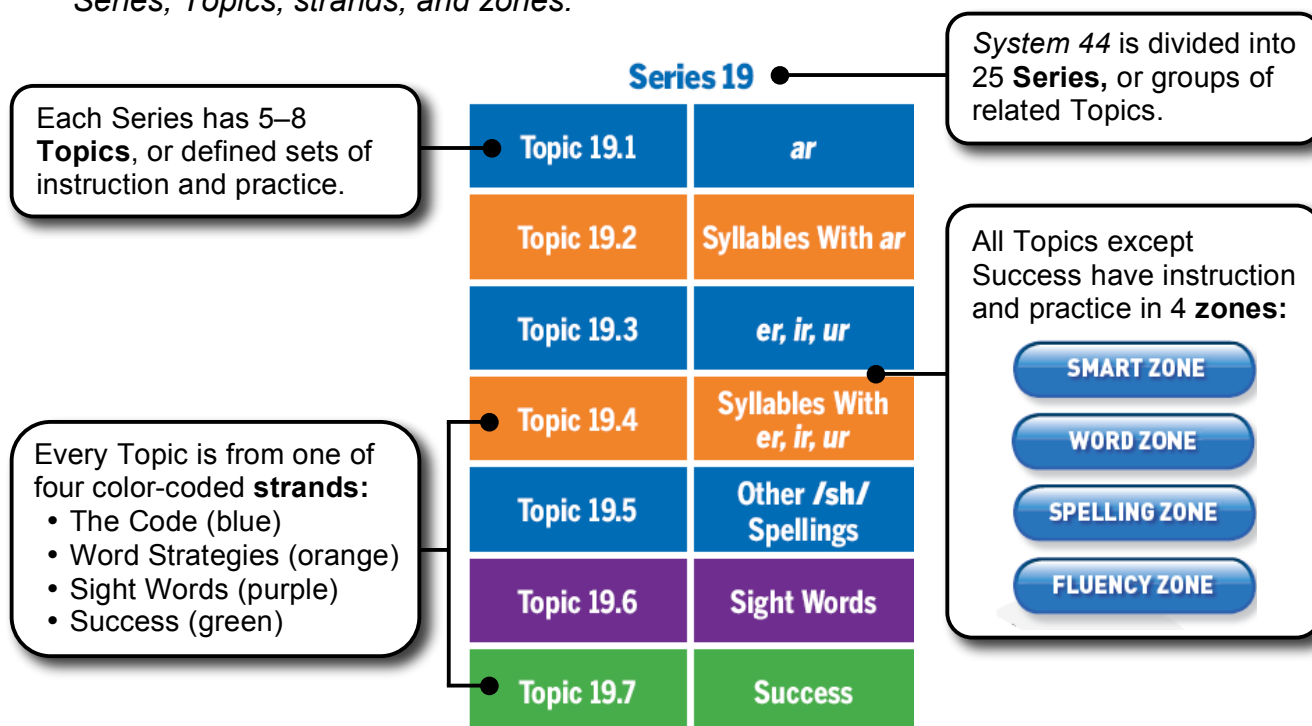 Series, Topics, strands, and zones.
Series 19
System 44 is divided into
25 Series, or groups of
related Topics.
Each Series has 5–8
Topics, or defined sets of
instruction and practice.
Topic 19.1 ar
Topic 19.2 Syllables With ar
Topic 19.3 er, ir, ur
Topic 19.4 Syllables With
er, ir, ur
Topic 19.5 Other /sh/
Spellings
Topic 19.6 Sight Words
Topic 19.7 Success
All Topics except
Success have instruction
and practice in 4 zones:
SMART ZONE
WORD ZONE
SPELLING ZONE
FLUENCY ZONE
Every Topic is from one of
four color-coded strands:
• The Code (blue)
• Word Strategies (orange)
• Sight Words (purple)
• Success (green)